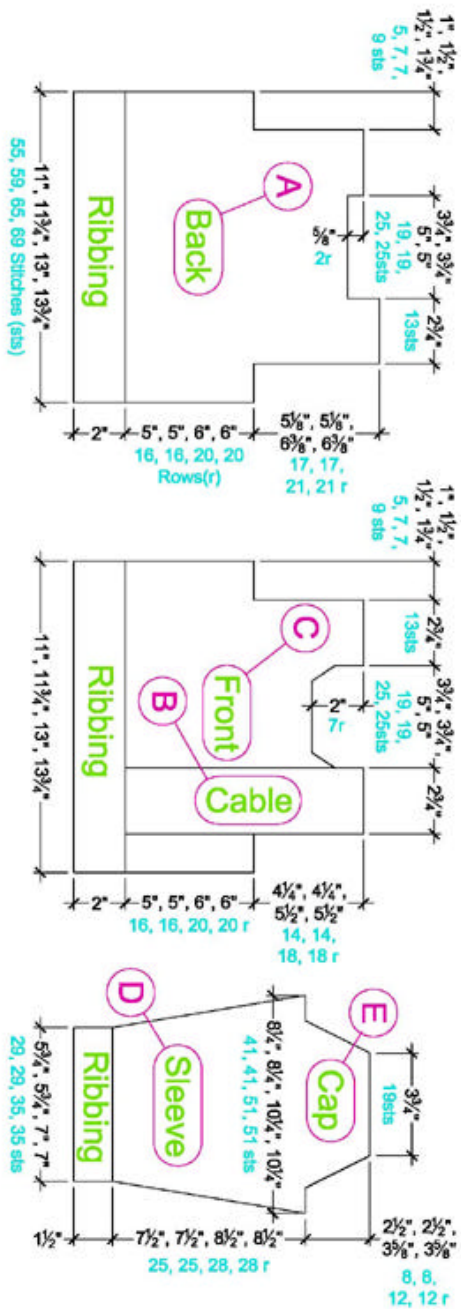 1", 1½",
1½", 1¾"
5, 7, 7,
9 sts
3¾", 3¾"
5", 5"
19, 19,
25, 25sts
2¾"
13sts
⅝"
2r
A
Back
Ribbing
5⅛", 5⅛",
6⅜", 6⅜"
17, 17,
21, 21 r
5", 5", 6", 6"
16, 16, 20, 20
Rows(r)
2"
11", 11¾", 13", 13¾"
55, 59, 65, 69 Stitches (sts)
1", 1½",
1½", 1¾"
5, 7, 7,
9 sts
2¾"
13sts
3¾", 3¾",
5", 5"
19, 19,
25, 25sts
2¾"
2"
7r
C
Front
B
Cable
Ribbing
4¼", 4¼",
5½", 5½"
14, 14,
18, 18 r
5", 5", 6", 6"
16, 16, 20, 20 r
2"
11", 11¾", 13", 13¾"
3¾"
19sts
E
Cap
2½", 2½",
3⅝", 3⅝"
8, 8,
12, 12 r
8¼", 8¼", 10¼", 10¼"
41, 41, 51, 51 sts
D
Sleeve
7½", 7½", 8½", 8½"
25, 25, 28, 28 r
Ribbing
1½"
5¾", 5¾", 7", 7"
29, 29, 35, 35 sts